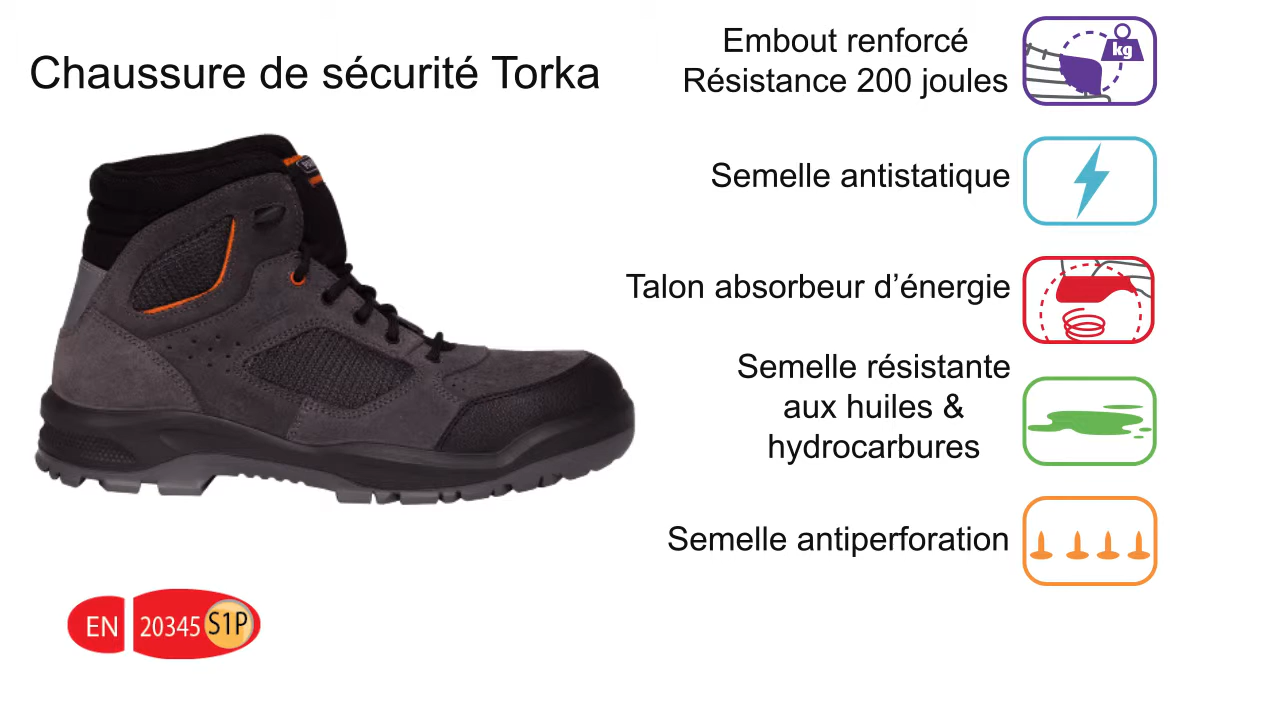 Chaussure de sécurité Torka
Embout renforcé
Résistance 200 joules
kg
Semelle antistatique
Talon absorbeur d’énergie
Semelle résistante
aux huiles &
hydrocarbures
Semelle antiperforation
EN 20345 S1P